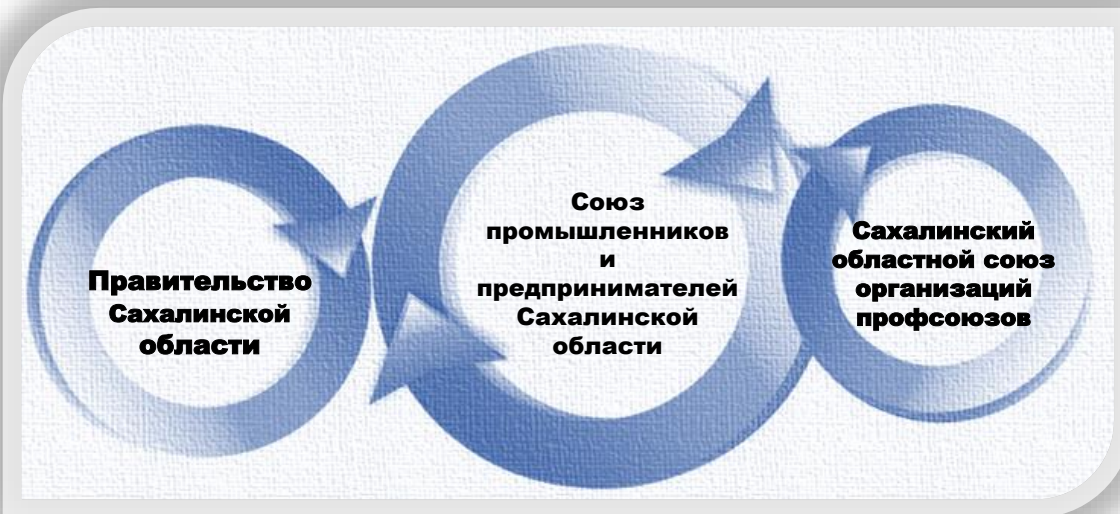 Правительство
Сахалинской
области
Союз
промышленников
и
предпринимателей
Сахалинской
области
Сахалинский
областной союз
организаций
профсоюзов